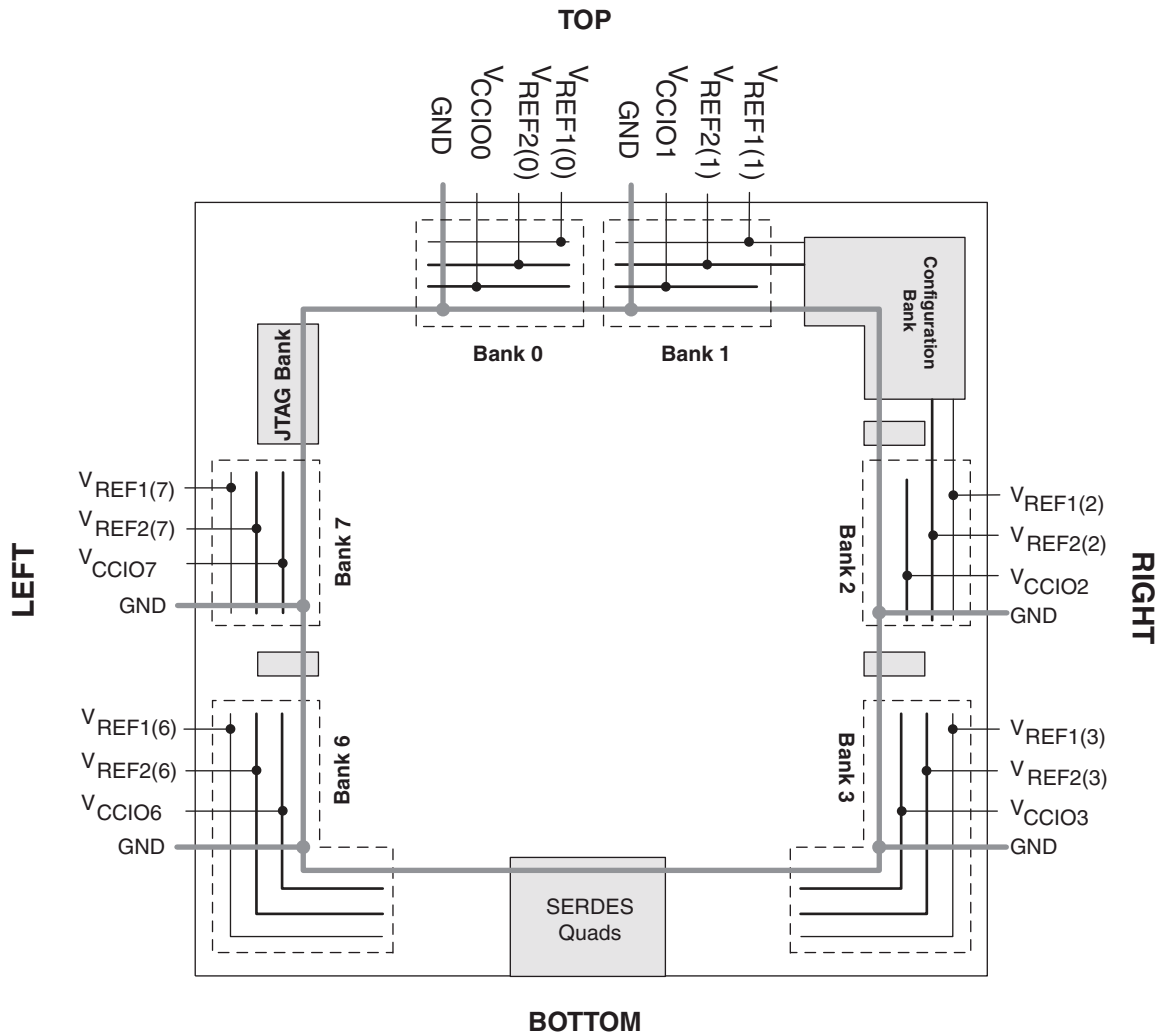 TOP
GND
VCCIO0
VREF2(0)
VREF1(0)
GND
VCCIO1
VREF2(1)
VREF1(1)
Configuration
Bank
Bank 0
Bank 1
JTAG Bank
LEFT
VREF1(7)
VREF2(7)
VCCIO7
GND
Bank 7
Bank 2
VREF1(2)
VREF2(2)
VCCIO2
GND
RIGHT
VREF1(6)
VREF2(6)
VCCIO6
GND
Bank 6
Bank 3
VREF1(3)
VREF2(3)
VCCIO3
GND
SERDES
Quads
BOTTOM